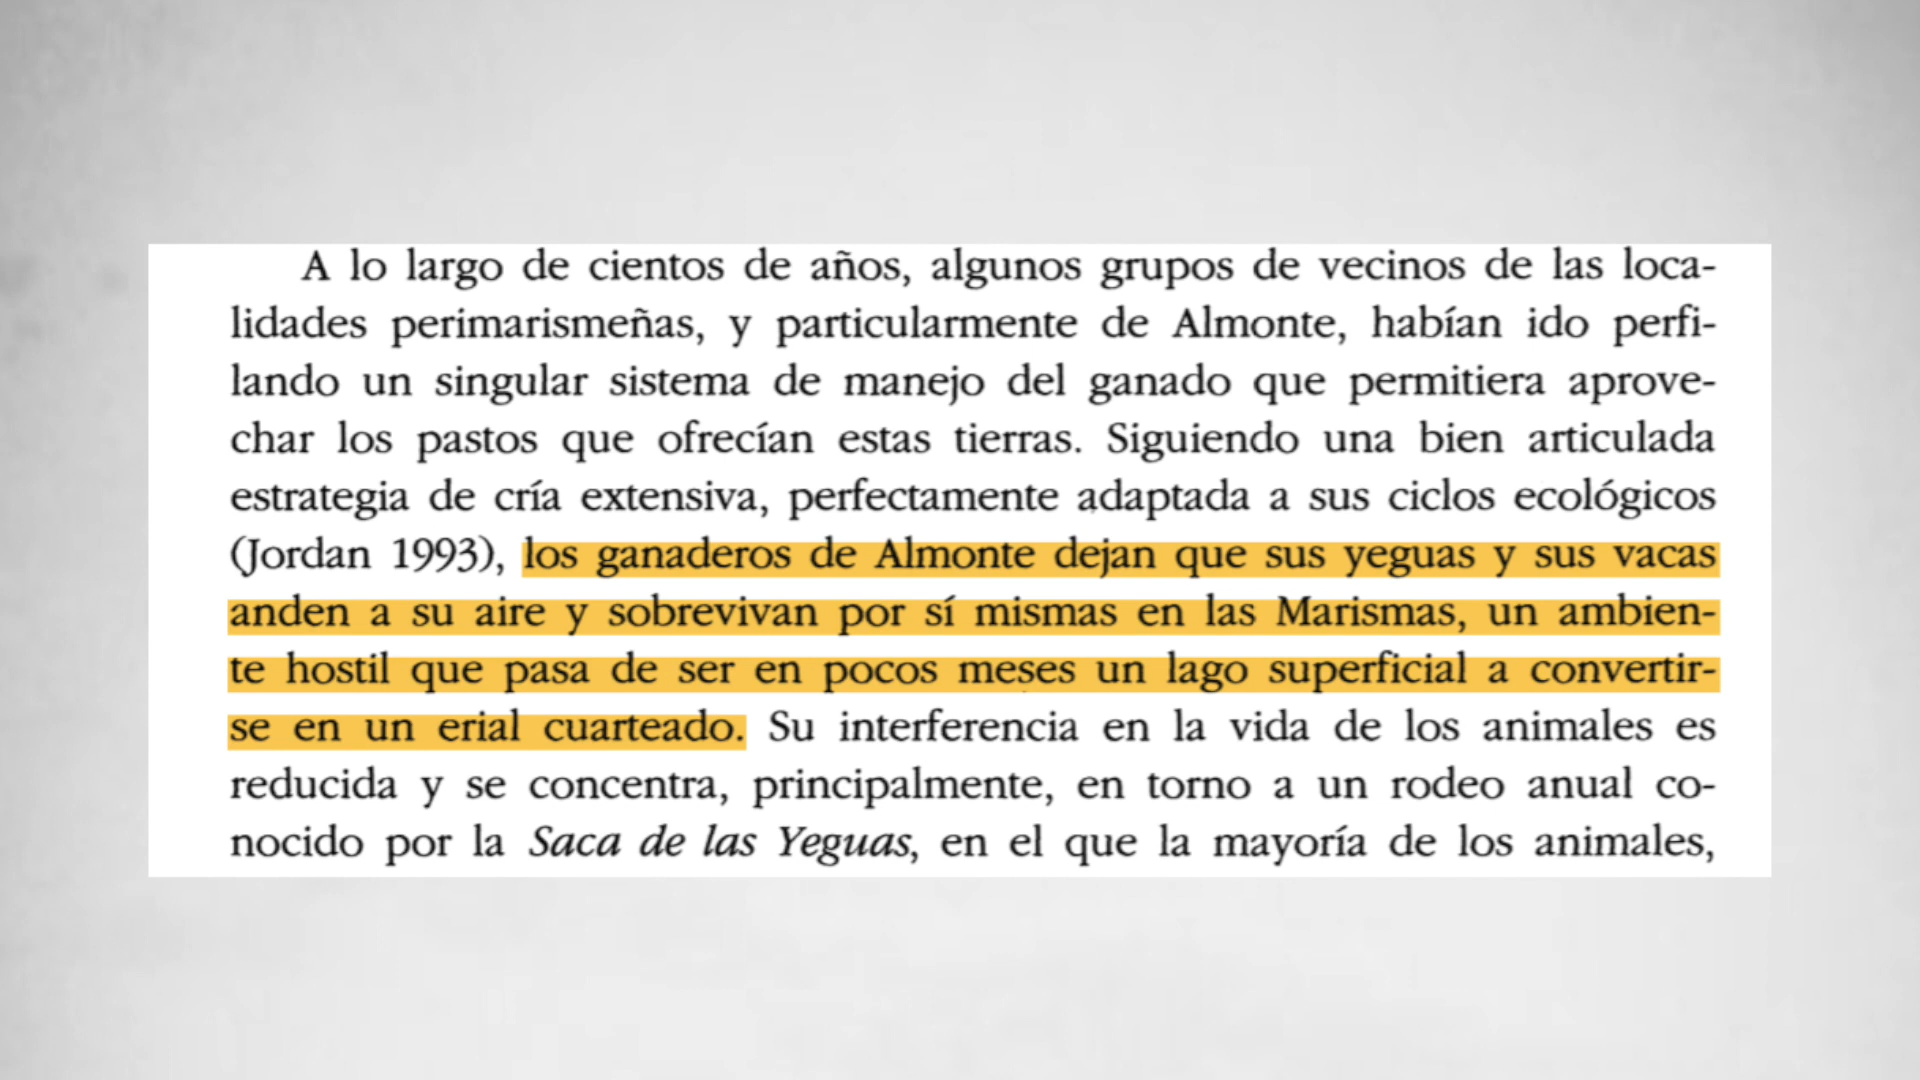 A lo largo de cientos de años, algunos grupos de vecinos de las loca-
lidades perimarismeñas, y particularmente de Almonte, habían ido perfi-
lando un singular sistema de manejo del ganado que permitiera aprove-
char los pastos que ofrecían estas tierras. Siguiendo una bien articulada
estrategia de cría extensiva, perfectamente adaptada a sus ciclos ecológicos
(Jordan 1993), los ganaderos de Almonte dejan que sus yeguas y sus vacas
anden a su aire y sobrevivan por sí mismas en las Marismas, un ambien-
te hostil que pasa de ser en pocos meses un lago superficial a convertir-
se en un erial cuarteado. Su interferencia en la vida de los animales es
reducida y se concentra, principalmente, en torno a un rodeo anual co-
nocido por la Saca de las Yeguas, en el que la mayoría de los animales,